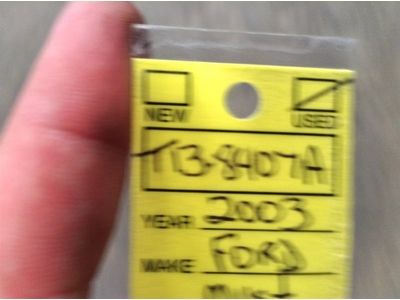 NEW USED
T13-8407A
YEAR 2003
MAKE FORD